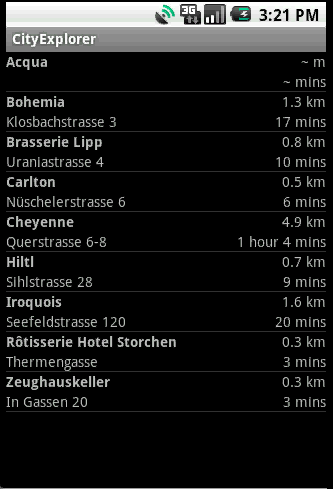 3G 3:21 PM
CityExplorer
Acqua ~ m
~ mins
Bohemia 1.3 km
Klosbachstrasse 3 17 mins
Brasserie Lipp 0.8 km
Uraniastrasse 4 10 mins
Carlton 0.5 km
Nüschelerstrasse 6 6 mins
Cheyenne 4.9 km
Querstrasse 6-8 1 hour 4 mins
Hiltl 0.7 km
Sihlstrasse 28 9 mins
Iroquois 1.6 km
Seefeldstrasse 120 20 mins
Rôtisserie Hotel Storchen 0.3 km
Thermengasse 3 mins
Zeughauskeller 0.3 km
In Gassen 20 3 mins